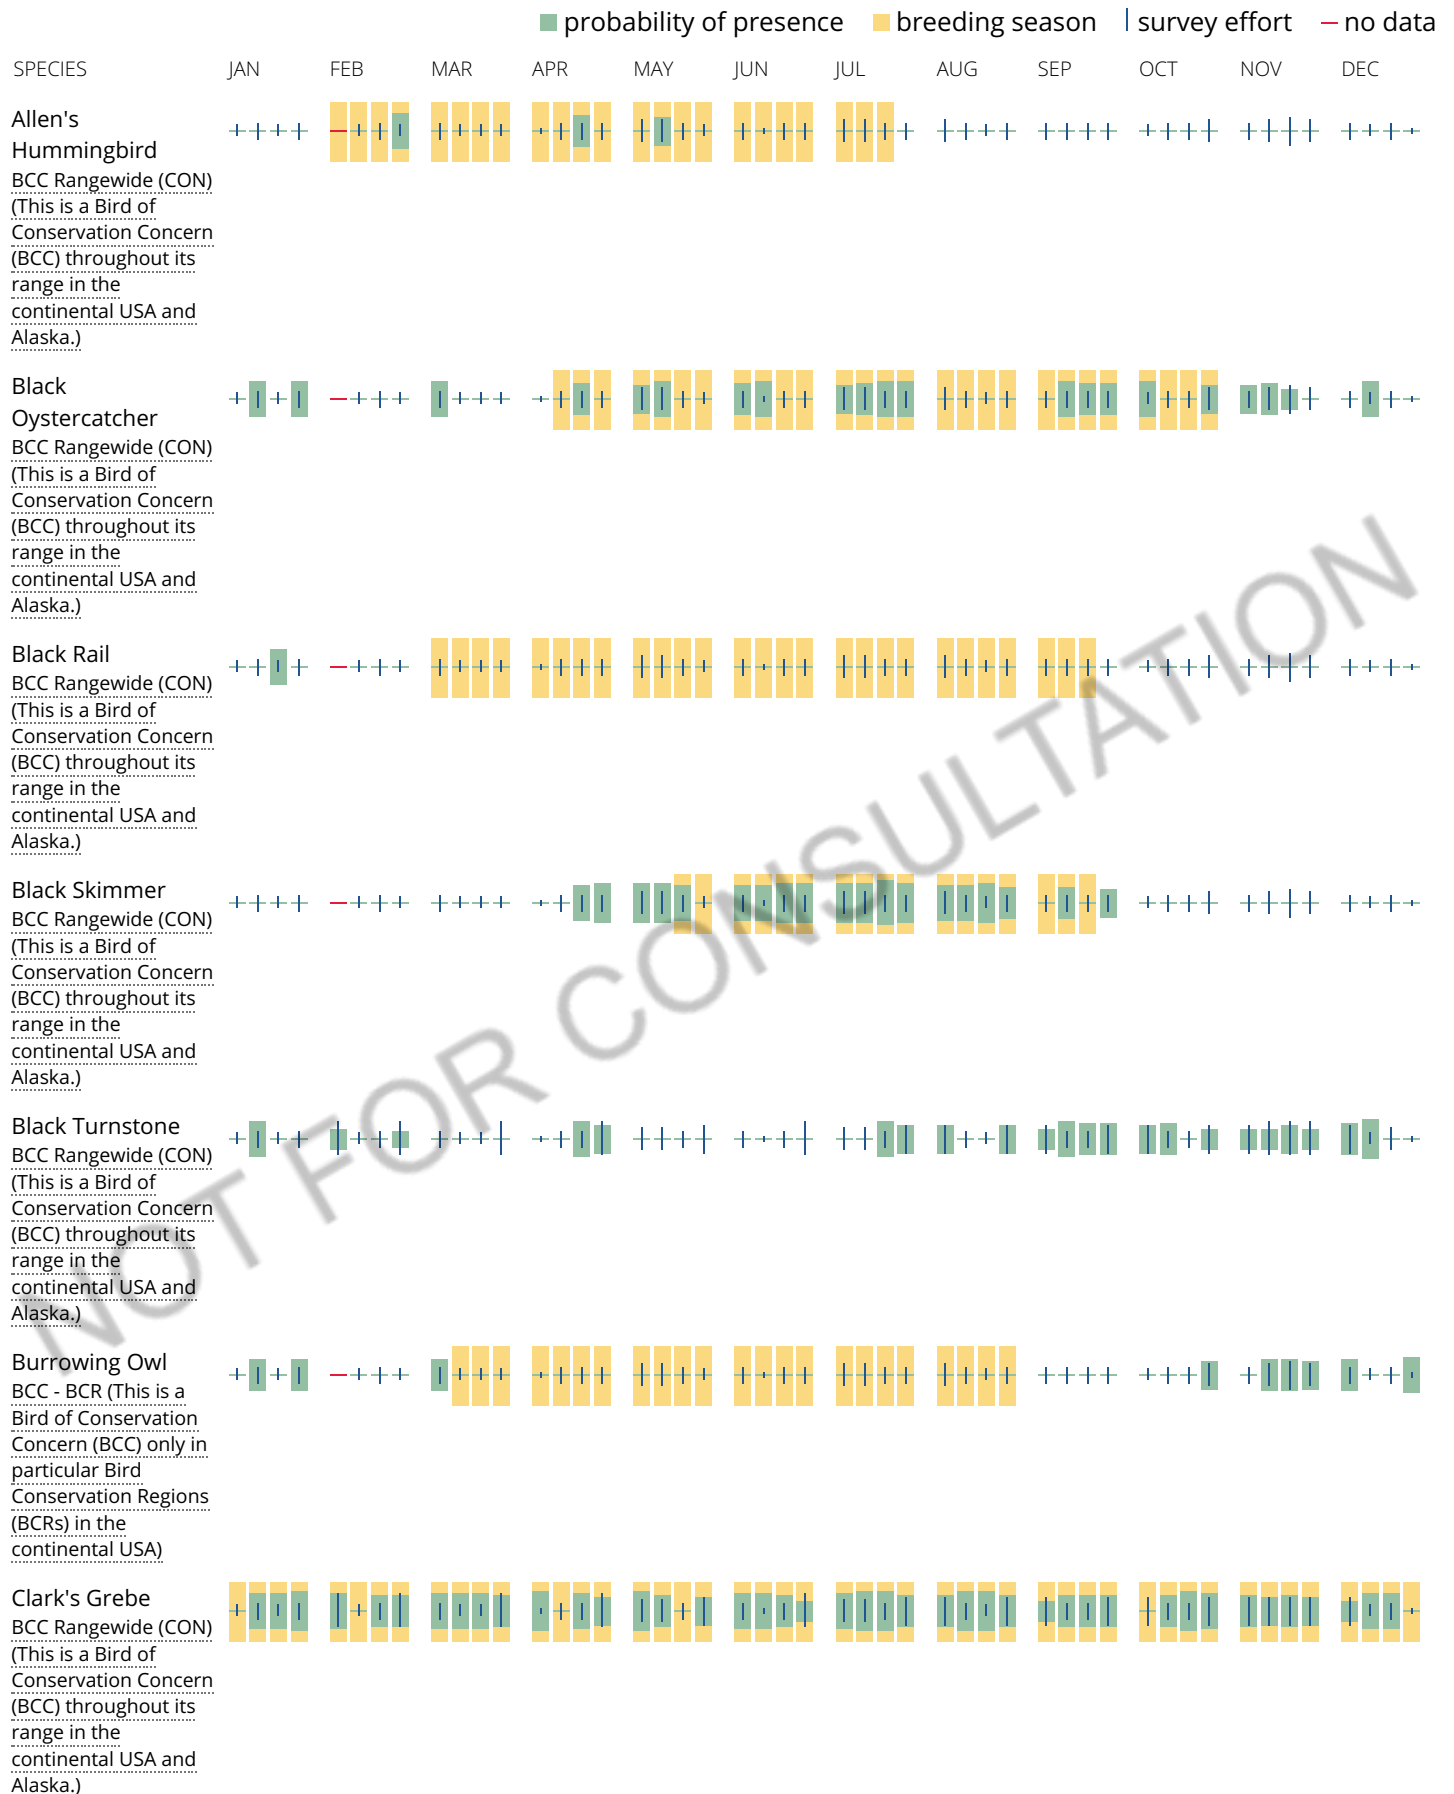 probability of presence breeding season survey effort no data
SPECIES JAN FEB MAR APR MAY JUN JUL AUG SEP OCT NOV DEC
Allen's
Hummingbird
BCC Rangewide (CON)
(This is a Bird of
Conservation Concern
(BCC) throughout its
range in the
continental USA and
Alaska.)
Black
Oystercatcher
BCC Rangewide (CON)
(This is a Bird of
Conservation Concern
(BCC) throughout its
range in the
continental USA and
Alaska.)
Black Rail
BCC Rangewide (CON)
(This is a Bird of
Conservation Concern
(BCC) throughout its
range in the
continental USA and
Alaska.)
Black Skimmer
BCC Rangewide (CON)
(This is a Bird of
Conservation Concern
(BCC) throughout its
range in the
continental USA and
Alaska.)
Black Turnstone
BCC Rangewide (CON)
(This is a Bird of
Conservation Concern
(BCC) throughout its
range in the
continental USA and
Alaska.)
Burrowing Owl
BCC - BCR (This is a
Bird of Conservation
Concern (BCC) only in
particular Bird
Conservation Regions
(BCRs) in the
continental USA)
Clark's Grebe
BCC Rangewide (CON)
(This is a Bird of
Conservation Concern
(BCC) throughout its
range in the
continental USA and
Alaska.)
NOT FOR CONSULTATION